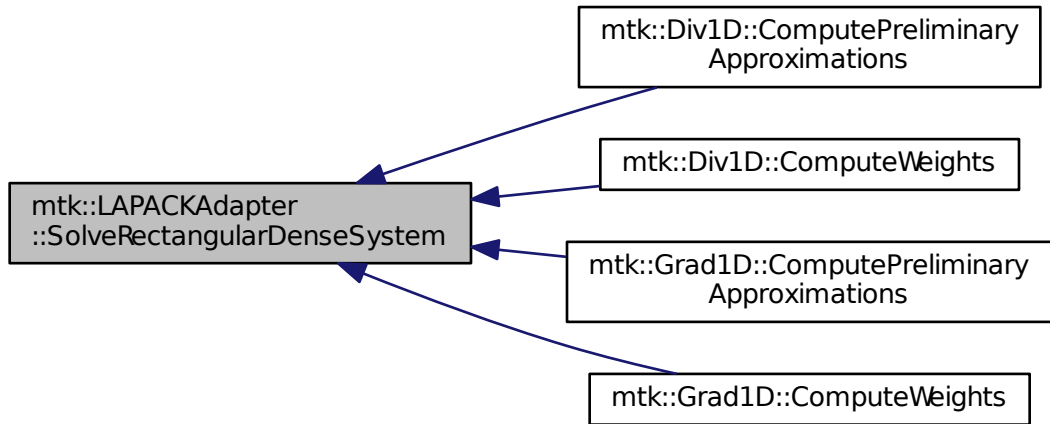 mtk::LAPACKAdapter
::SolveRectangularDenseSystem
mtk::Div1D::ComputePreliminary
Approximations
mtk::Div1D::ComputeWeights
mtk::Grad1D::ComputePreliminary
Approximations
mtk::Grad1D::ComputeWeights